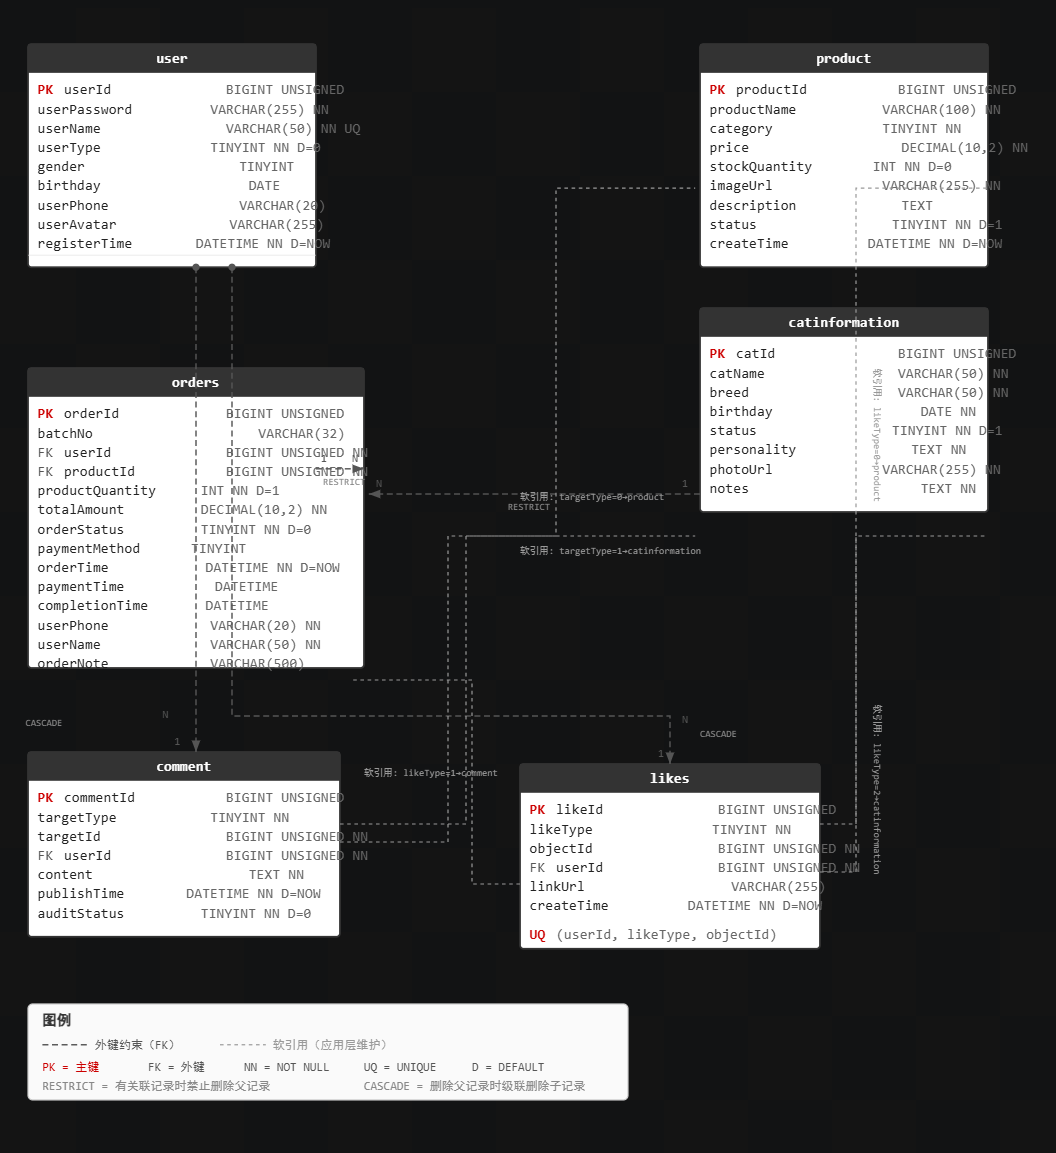 user
PK userId BIGINT UNSIGNED
userPassword VARCHAR(255) NN
userName VARCHAR(50) NN UQ
userType TINYINT NN D=0
gender TINYINT
birthday DATE
userPhone VARCHAR(20)
userAvatar VARCHAR(255)
registerTime DATETIME NN D=NOW
product
PK productId BIGINT UNSIGNED
productName VARCHAR(100) NN
category TINYINT NN
price DECIMAL(10,2) NN
stockQuantity INT NN D=0
imageUrl VARCHAR(255) NN
description TEXT
status TINYINT NN D=1
createTime DATETIME NN D=NOW
catinformation
PK catId BIGINT UNSIGNED
catName VARCHAR(50) NN
breed VARCHAR(50) NN
birthday DATE NN
status TINYINT NN D=1
personality TEXT NN
photoUrl VARCHAR(255) NN
notes TEXT NN
软引用: likeType=0→product
orders
PK orderId BIGINT UNSIGNED
batchNo VARCHAR(32)
FK userId BIGINT UNSIGNED NN
FK productId BIGINT UNSIGNED NN
productQuantity INT NN D=1
totalAmount DECIMAL(10,2) NN
orderStatus TINYINT NN D=0
paymentMethod TINYINT
orderTime DATETIME NN D=NOW
paymentTime DATETIME
completionTime DATETIME
userPhone VARCHAR(20) NN
userName VARCHAR(50) NN
orderNote VARCHAR(500)
1 N
RESTRICT
N 1
软引用: targetType=0→product
RESTRICT
软引用: targetType=1→catinformation
N
CASCADE
1
N
CASCADE
1
软引用: likeType=1→comment
软引用: likeType=2→catinformation
comment
PK commentId BIGINT UNSIGNED
targetType TINYINT NN
targetId BIGINT UNSIGNED NN
FK userId BIGINT UNSIGNED NN
content TEXT NN
publishTime DATETIME NN D=NOW
auditStatus TINYINT NN D=0
likes
PK likeId BIGINT UNSIGNED
likeType TINYINT NN
objectId BIGINT UNSIGNED NN
FK userId BIGINT UNSIGNED NN
linkUrl VARCHAR(255)
createTime DATETIME NN D=NOW
UQ (userId, likeType, objectId)
图例
外键约束（FK） 软引用（应用层维护）
PK = 主键 FK = 外键 NN = NOT NULL UQ = UNIQUE D = DEFAULT
RESTRICT = 有关联记录时禁止删除父记录 CASCADE = 删除父记录时级联删除子记录